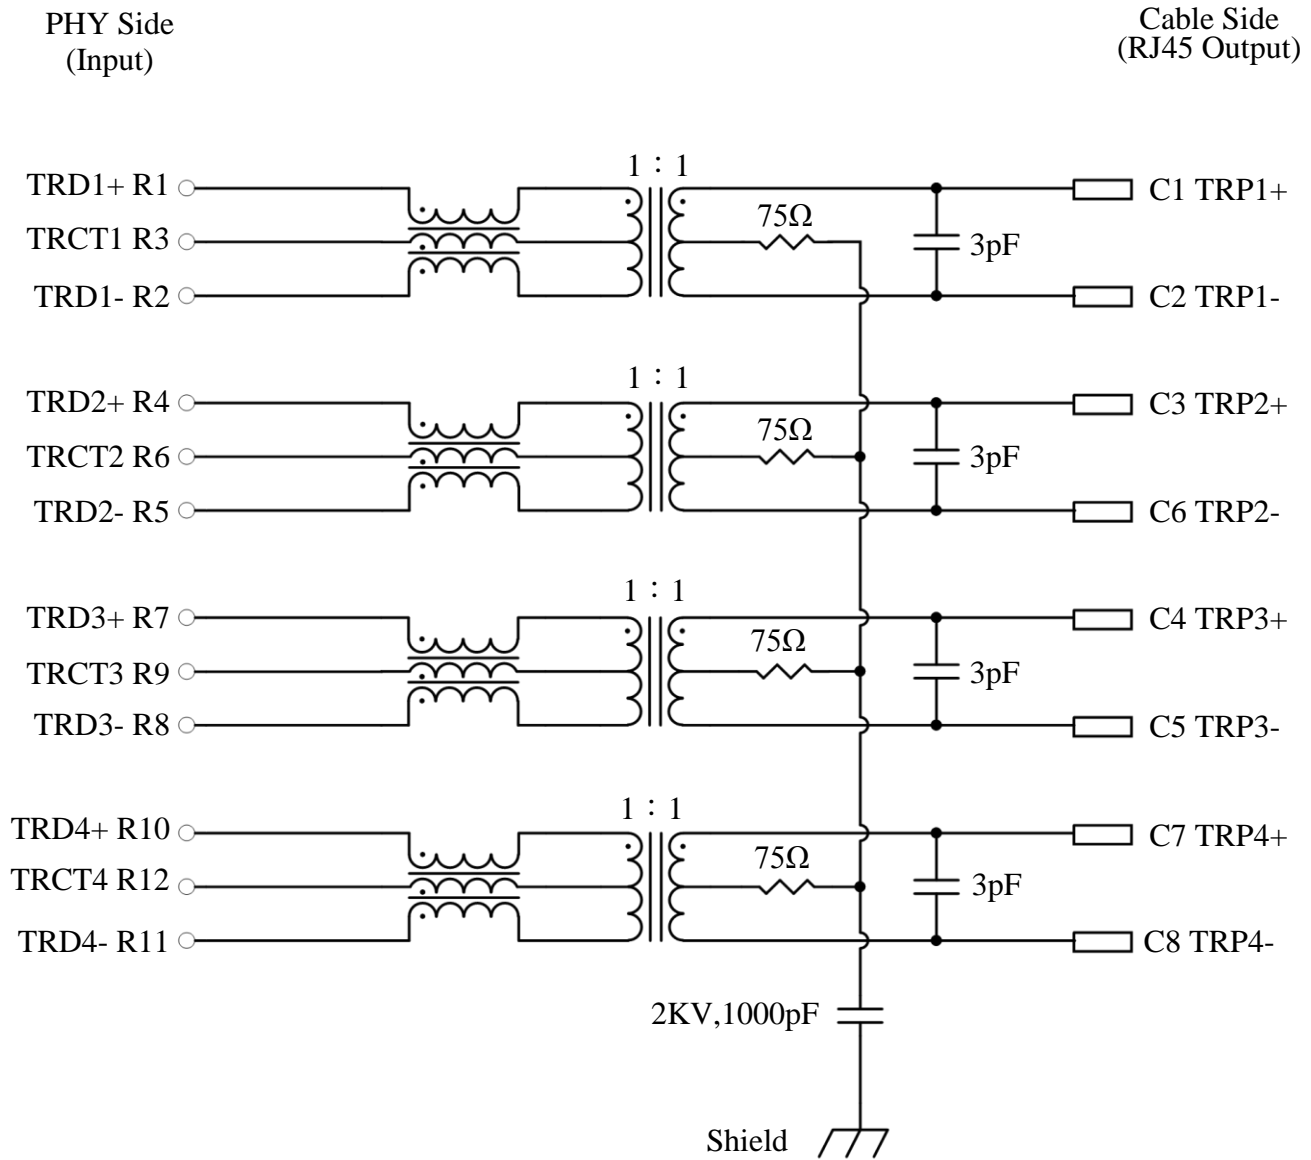 PHY Side
(Input)
Cable Side
(RJ45 Output)
1 : 1
TRD1+ R1
75Ω
C1 TRP1+
TRCT1 R3
3pF
TRD1- R2
C2 TRP1-
1 : 1
TRD2+ R4
75Ω
C3 TRP2+
TRCT2 R6
3pF
TRD2- R5
C6 TRP2-
1 : 1
TRD3+ R7
75Ω
C4 TRP3+
TRCT3 R9
3pF
TRD3- R8
C5 TRP3-
1 : 1
TRD4+ R10
75Ω
C7 TRP4+
TRCT4 R12
3pF
TRD4- R11
C8 TRP4-
2KV,1000pF
Shield